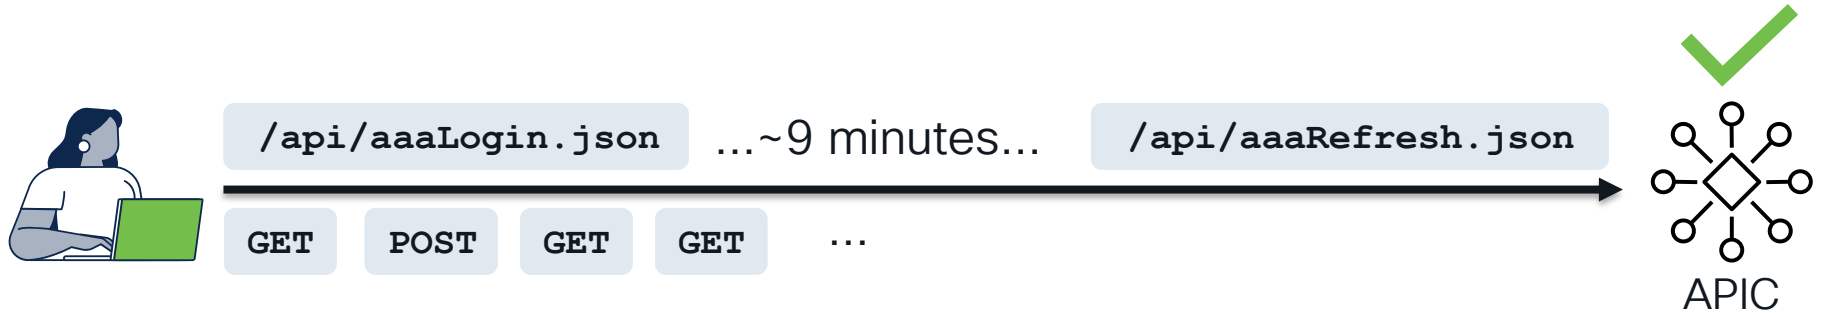 /api/aaaLogin.json ...~9 minutes... /api/aaaRefresh.json
GET POST GET GET ...
APIC